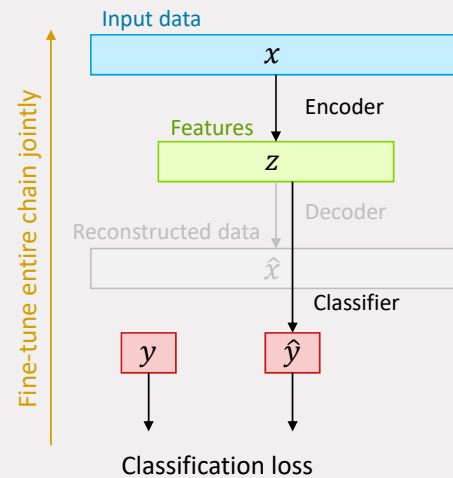 Input data
x
Encoder
Features
z
Decoder
Reconstructed data
x̂
Classifier
y
ŷ
Classification loss
Fine-tune entire chain jointly